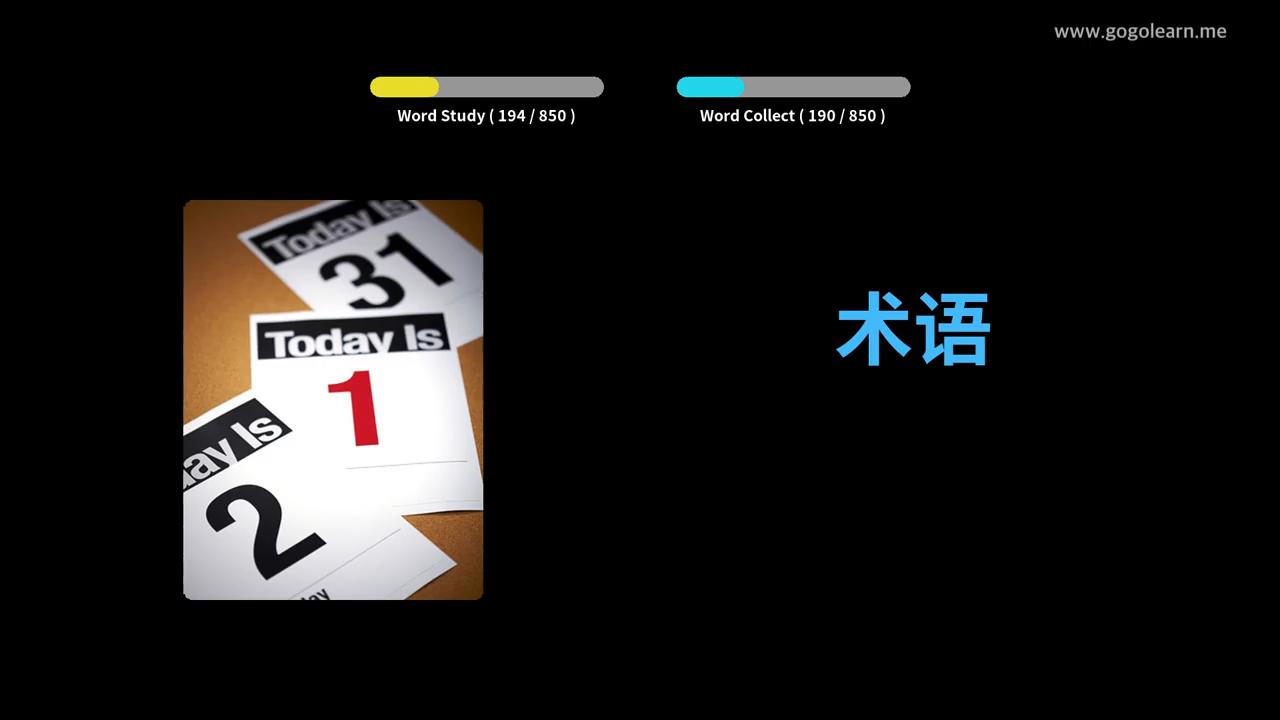 www.gogolearn.me
Word Study ( 194 / 850 )
Word Collect ( 190 / 850 )
Today Is
31
Today Is
1
ay Is
2
ay
术语